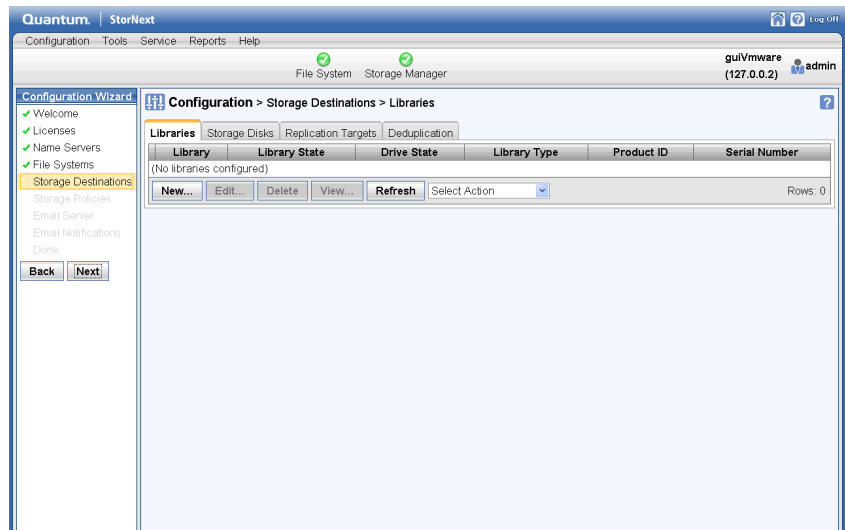 Quantum. | StorNext
? Log Off
Configuration Tools Service Reports Help
File System Storage Manager
guiVmware
(127.0.0.2)
admin
Configuration Wizard
Welcome
Licenses
Name Servers
File Systems
Storage Destinations
Storage Policies
Email Server
Email Notifications
Done
Back Next
Configuration > Storage Destinations > Libraries
?
Libraries Storage Disks Replication Targets Deduplication
Library Library State Drive State Library Type Product ID Serial Number
(No libraries configured)
New... Edit... Delete View... Refresh Select Action Rows: 0